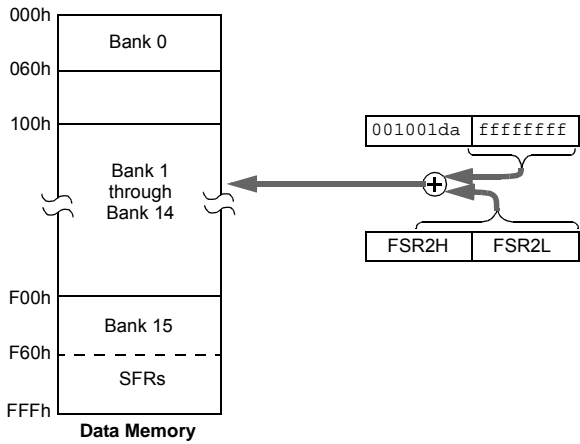 000h
Bank 0
060h
100h
001001da ffffffff
Bank 1
through
Bank 14
FSR2H FSR2L
F00h
Bank 15
F60h
SFRs
FFFh
Data Memory